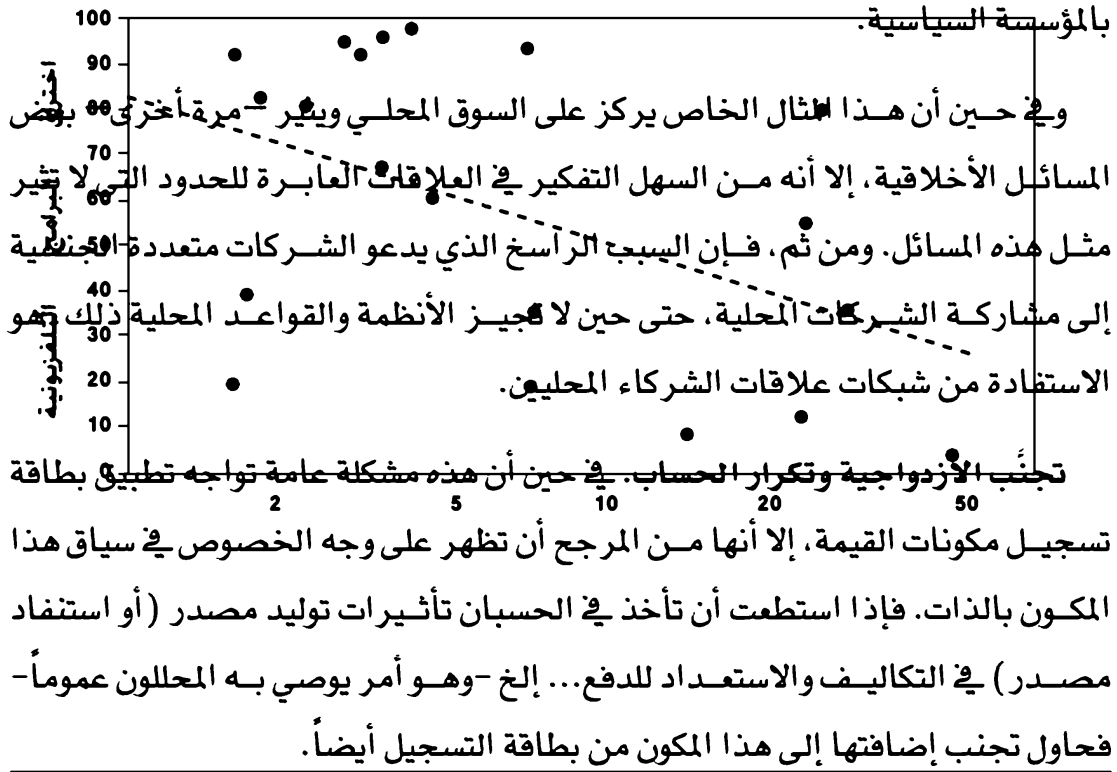 بالمؤسسة السياسية.
وفي حين أن هذا المثال الخاص يركز على السوق المحلي ويثير – مرة أخرى – بعض
المسائل الأخلاقية، إلا أنه من السهل التفكير في العلاقات العابرة للحدود التي لا تثير
مثل هذه المسائل. ومن ثم، فإن السبب الراسخ الذي يدعو الشركات متعددة الجنسية
إلى مشاركة الشركات المحلية، حتى حين لا تجيز الأنظمة والقواعد المحلية ذلك، هو
الاستفادة من شبكات علاقات الشركاء المحليين.
تجنَّب الازدواجية وتكرار الحساب. في حين أن هذه مشكلة عامة تواجه تطبيق بطاقة
تسجيل مكونات القيمة، إلا أنها من المرجح أن تظهر على وجه الخصوص في سياق هذا
المكون بالذات. فإذا استطعت أن تأخذ في الحسبان تأثيرات توليد مصدر (أو استنفاد
مصدر) في التكاليف والاستعداد للدفع... إلخ -وهو أمر يوصي به المحللون عموماً-
فحاول تجنب إضافتها إلى هذا المكون من بطاقة التسجيل أيضاً.
100
90
80
70
60
50
40
30
20
10
0
2 5 10 20 50
التلفزيونية